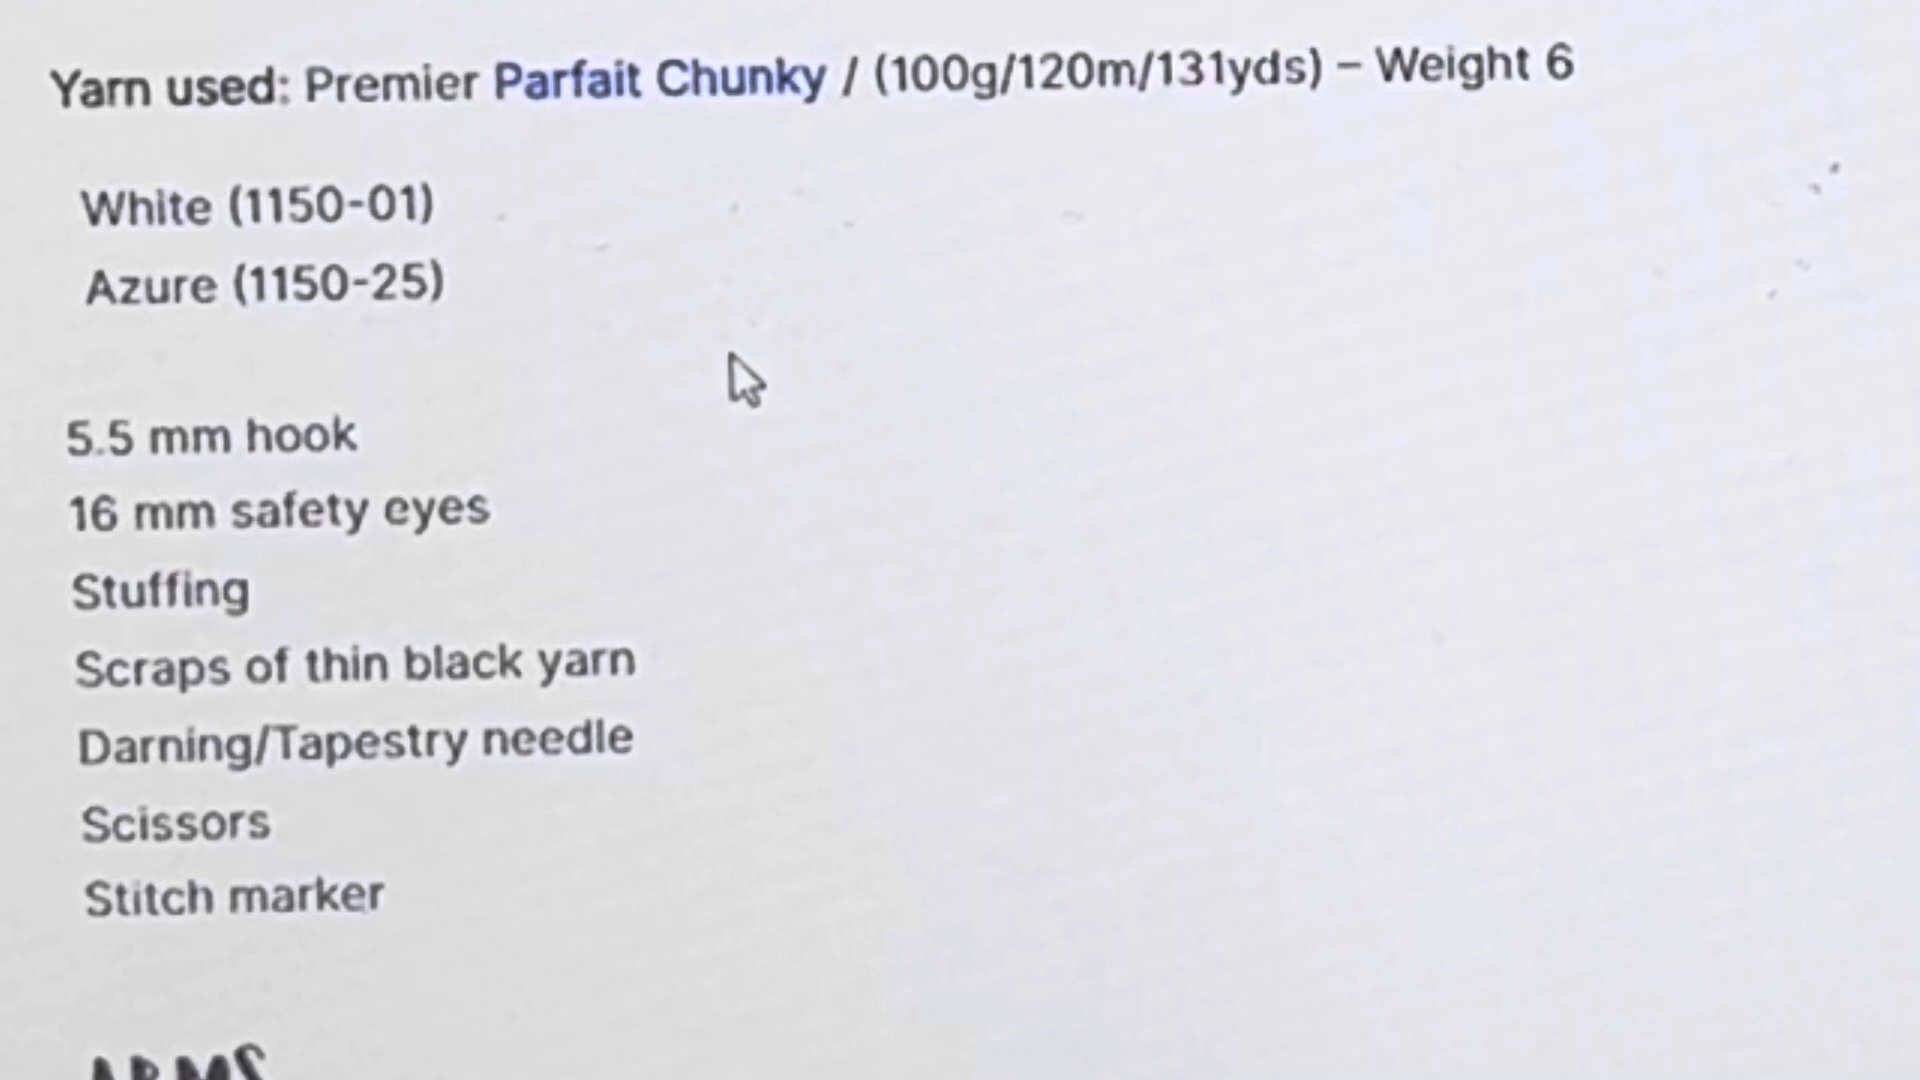 Yarn used: Premier Parfait Chunky / (100g/120m/131yds) – Weight 6
White (1150-01)
Azure (1150-25)
5.5 mm hook
16 mm safety eyes
Stuffing
Scraps of thin black yarn
Darning/Tapestry needle
Scissors
Stitch marker
ARMS